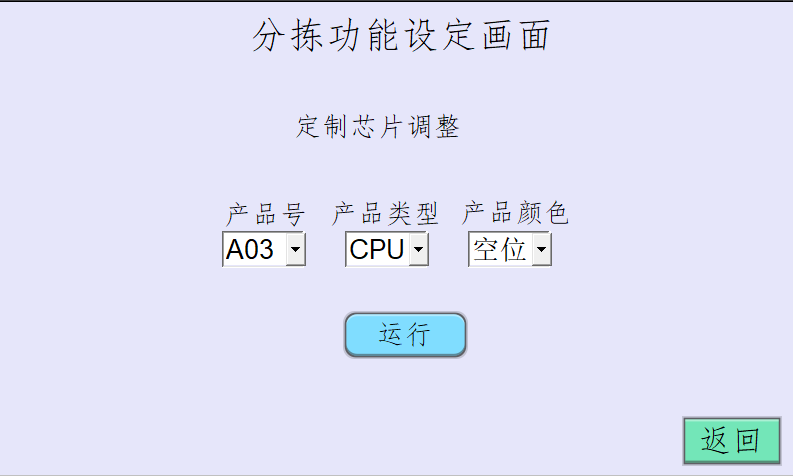 分拣功能设定画面
定制芯片调整
产品号 产品类型 产品颜色
A03 CPU 空位
运行
返回